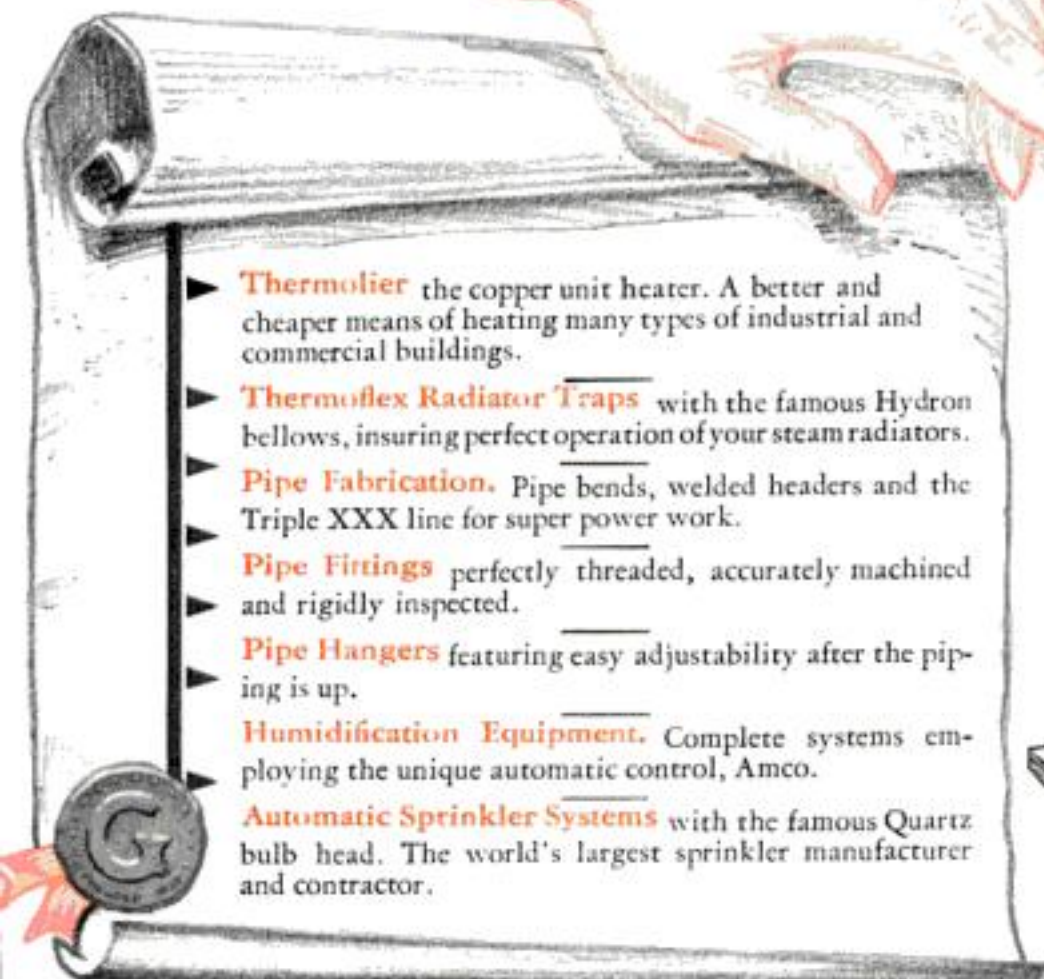 Thermolier the copper unit heater. A better and
cheaper means of heating many types of industrial and
commercial buildings.
Thermoflex Radiator Traps with the famous Hydron
bellows, insuring perfect operation of your steam radiators.
Pipe Fabrication. Pipe bends, welded headers and the
Triple XXX line for super power work.
Pipe Fittings perfectly threaded, accurately machined
and rigidly inspected.
Pipe Hangers featuring easy adjustability after the pip-
ing is up.
Humidification Equipment. Complete systems em-
ploying the unique automatic control, Amco.
Automatic Sprinkler Systems with the famous Quartz
bulb head. The world's largest sprinkler manufacturer
and contractor.
G